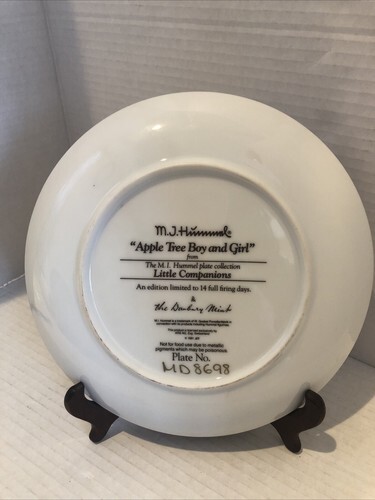 M.J.Hummel
"Apple Tree Boy and Girl"
from
The M.I. Hummel plate collection
Little Companions
An edition limited to 14 full firing days.
&
the Danbury Mint
Not for food use due to metallic
pigments which may be poisonous.
Plate No.
MD8698